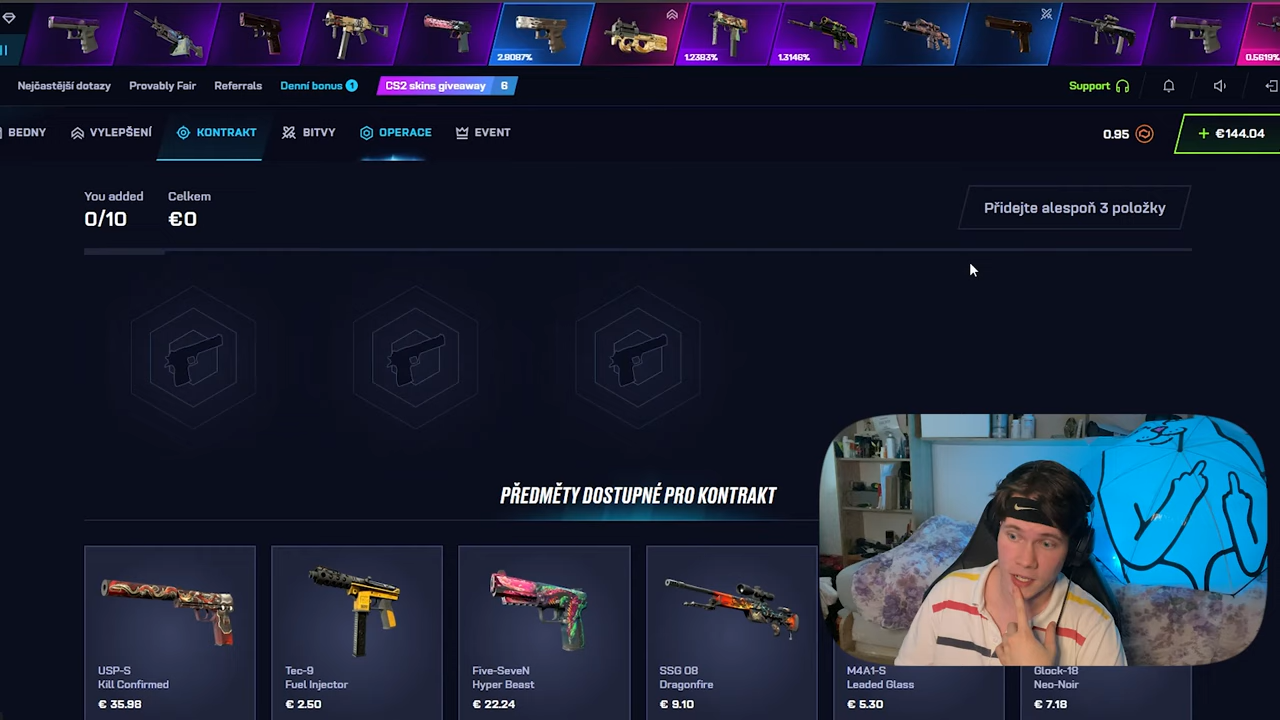 2.8087%
1.2383%
1.3146%
0.5619%
Nejčastější dotazy
Provably Fair
Referrals
Denní bonus 1
CS2 skins giveaway 6
Support
BEDNY
VYLEPŠENÍ
KONTRAKT
BITVY
OPERACE
EVENT
0.95
+ €144.04
You added
0/10
Celkem
€0
Přidejte alespoň 3 položky
PŘEDMĚTY DOSTUPNÉ PRO KONTRAKT
USP-S
Kill Confirmed
€ 35.98
Tec-9
Fuel Injector
€ 2.50
Five-SeveN
Hyper Beast
€ 22.24
SSG 08
Dragonfire
€ 9.10
M4A1-S
Leaded Glass
€ 5.30
Glock-18
Neo-Noir
€ 7.18